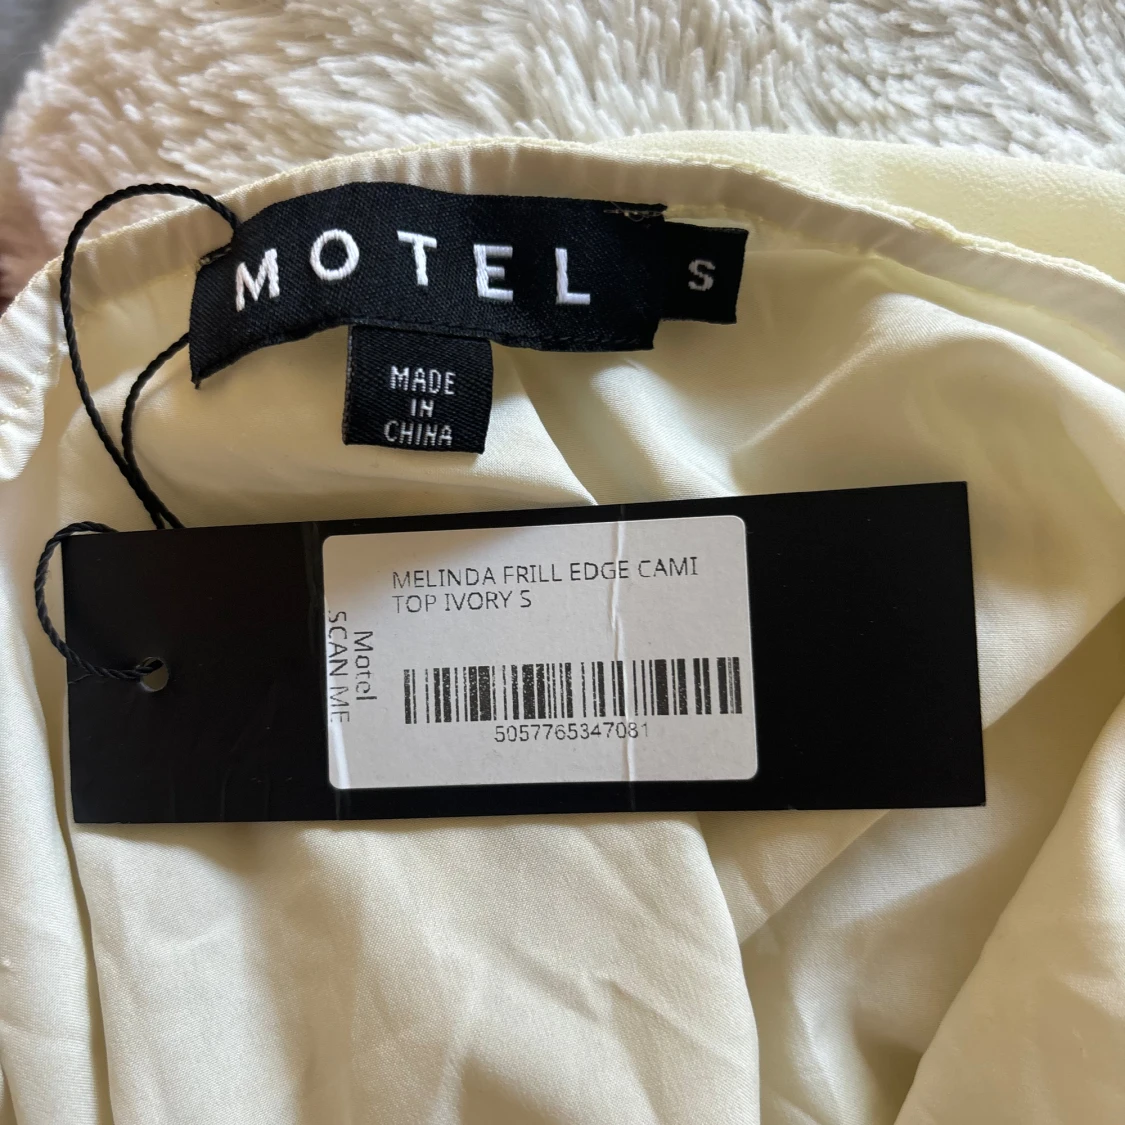 MOTEL
S
MADE
IN
CHINA
MELINDA FRILL EDGE CAMI
TOP IVORY S
Motel
SCAN ME
5057765347081